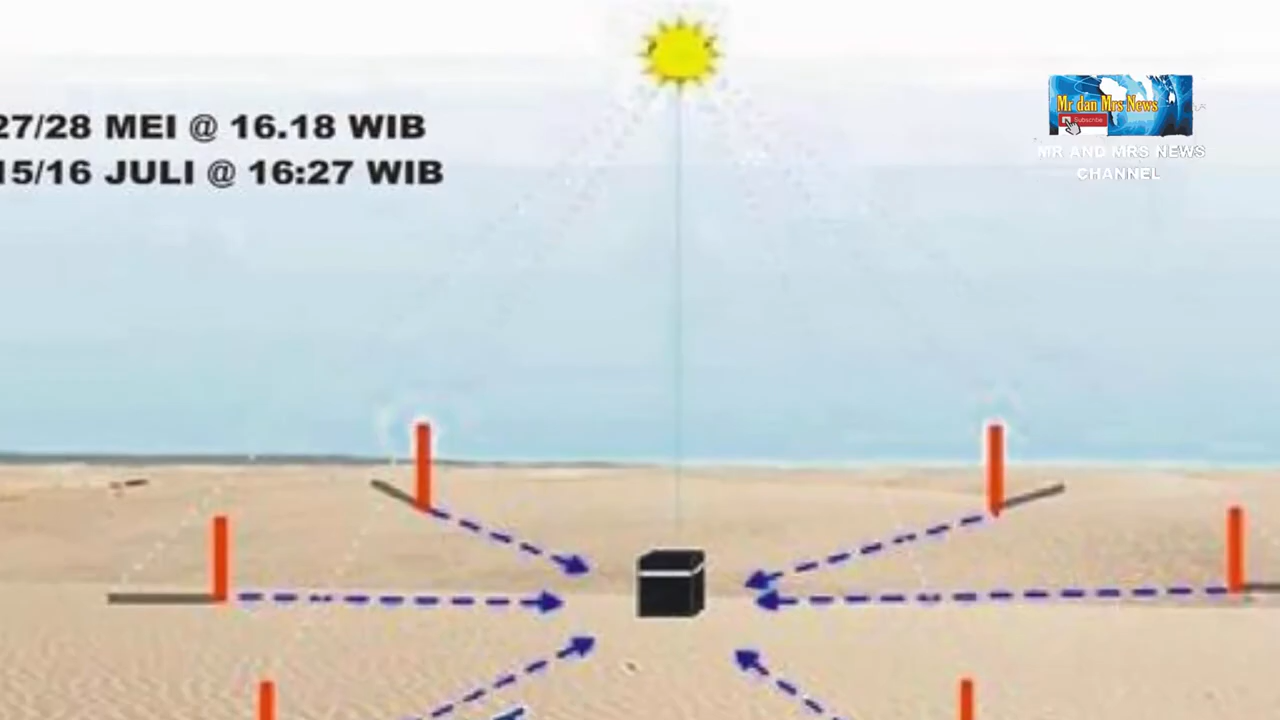 27/28 MEI @ 16.18 WIB
15/16 JULI @ 16:27 WIB
Mr dan Mrs News
Subscribe
MR AND MRS NEWS
CHANNEL